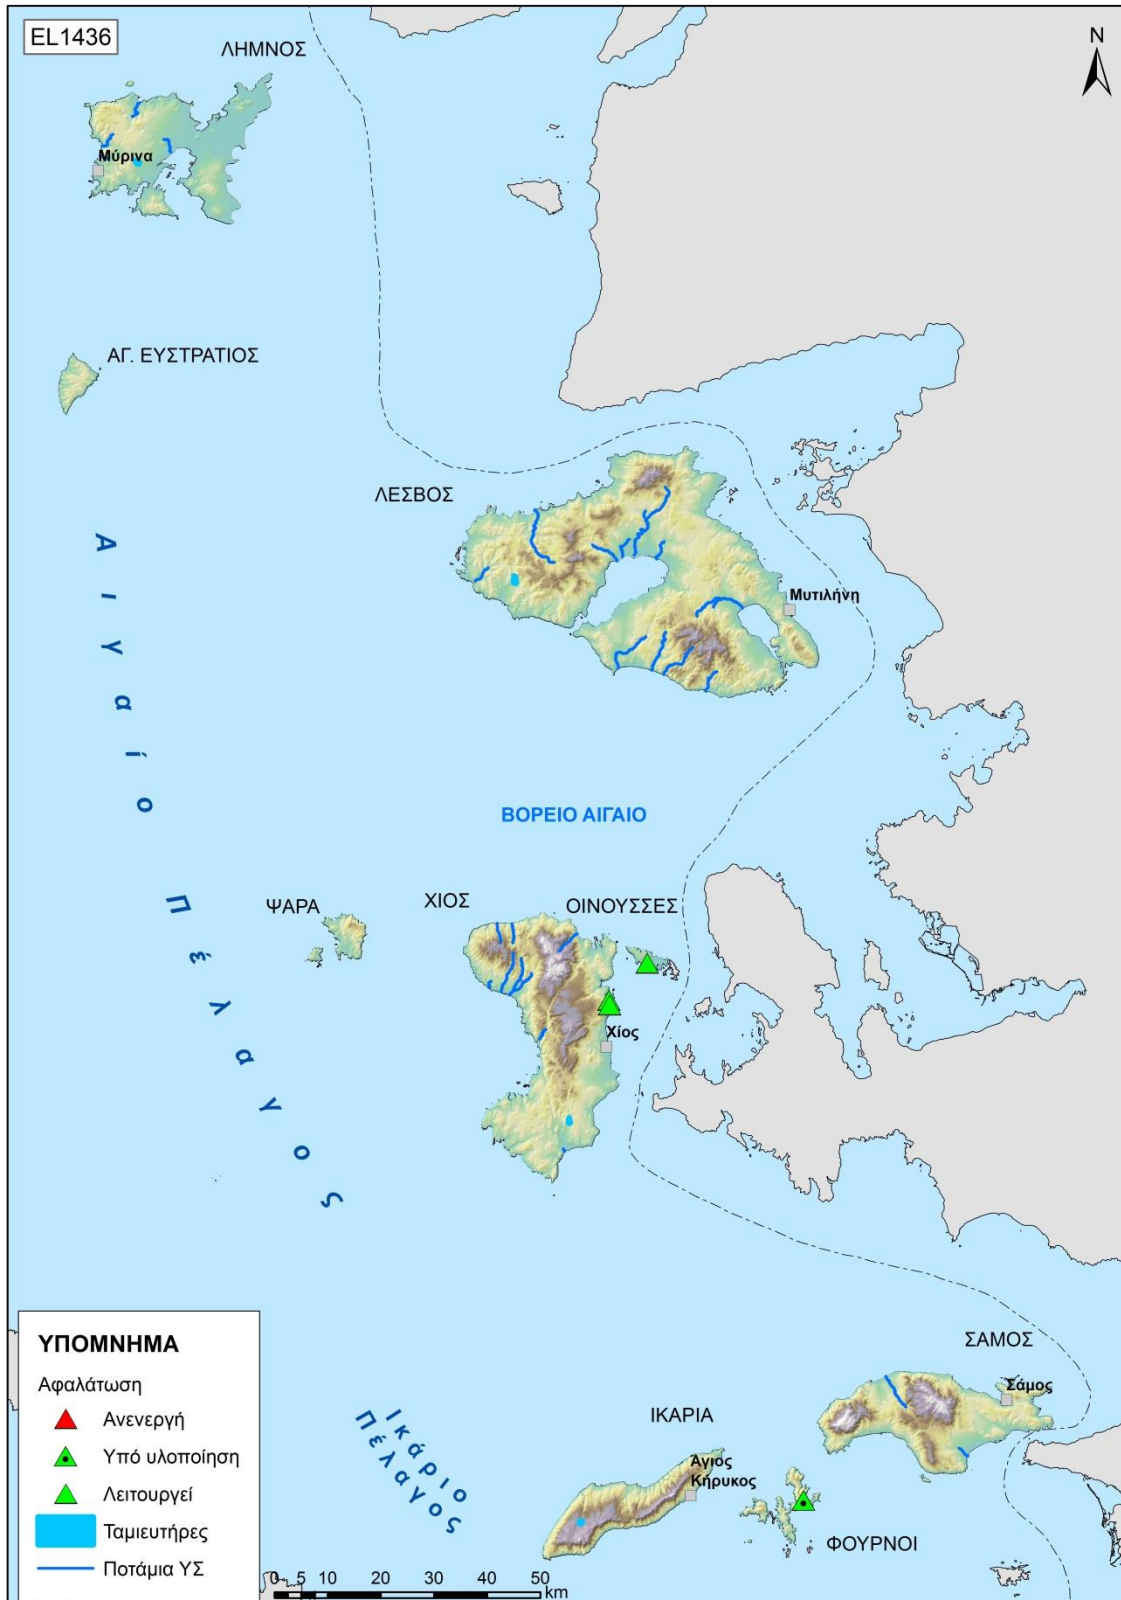 EL1436
N
ΛΗΜΝΟΣ
Μύρινα
ΑΓ. ΕΥΣΤΡΑΤΙΟΣ
ΛΕΣΒΟΣ
Μυτιλήνη
Αιγαίο Πέλαγος
ΒΟΡΕΙΟ ΑΙΓΑΙΟ
ΨΑΡΑ
ΧΙΟΣ
ΟΙΝΟΥΣΣΕΣ
Χίος
ΣΑΜΟΣ
Σάμος
ΙΚΑΡΙΑ
Άγιος
Κήρυκος
ΦΟΥΡΝΟΙ
Ικάριο
Πέλαγος
ΥΠΟΜΝΗΜΑ
Αφαλάτωση
Ανενεργή
Υπό υλοποίηση
Λειτουργεί
Ταμιευτήρες
Ποτάμια ΥΣ
0 5 10 20 30 40 50
km